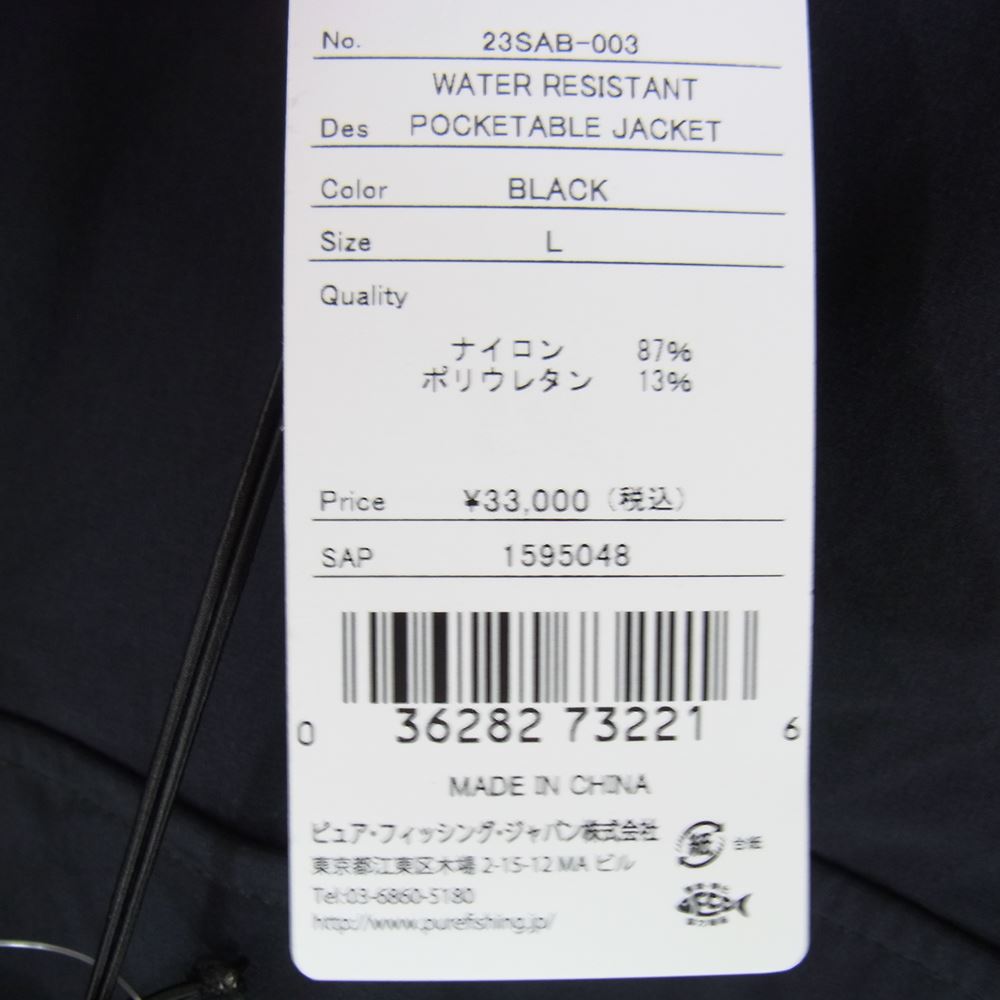 No. 23SAB-003
WATER RESISTANT
Des POCKETABLE JACKET
Color BLACK
Size L
Quality
ナイロン 87%
ポリウレタン 13%
Price ¥33,000 (税込)
SAP 1595048
0 36282 73221 6
MADE IN CHINA
ピュア・フィッシング・ジャパン株式会社
東京都江東区木場 2-15-12 MA ビル
Tel:03-6860-5180
http://www.purefishing.jp/
紙 台紙